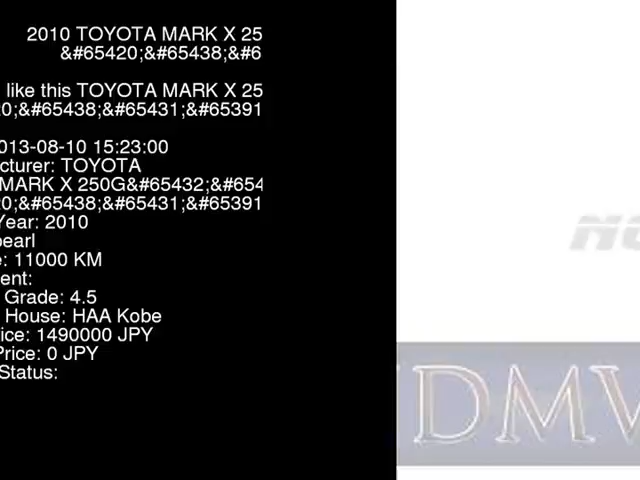 2010 TOYOTA MARK X 25
&#65420;&#65438;&#6
like this TOYOTA MARK X 25
0;&#65438;&#65431;&#65391
013-08-10 15:23:00
cturer: TOYOTA
MARK X 250G&#65432;&#654
0;&#65438;&#65431;&#65391
Year: 2010
pearl
e: 11000 KM
ent:
Grade: 4.5
House: HAA Kobe
ice: 1490000 JPY
Price: 0 JPY
Status:
NO
DMV